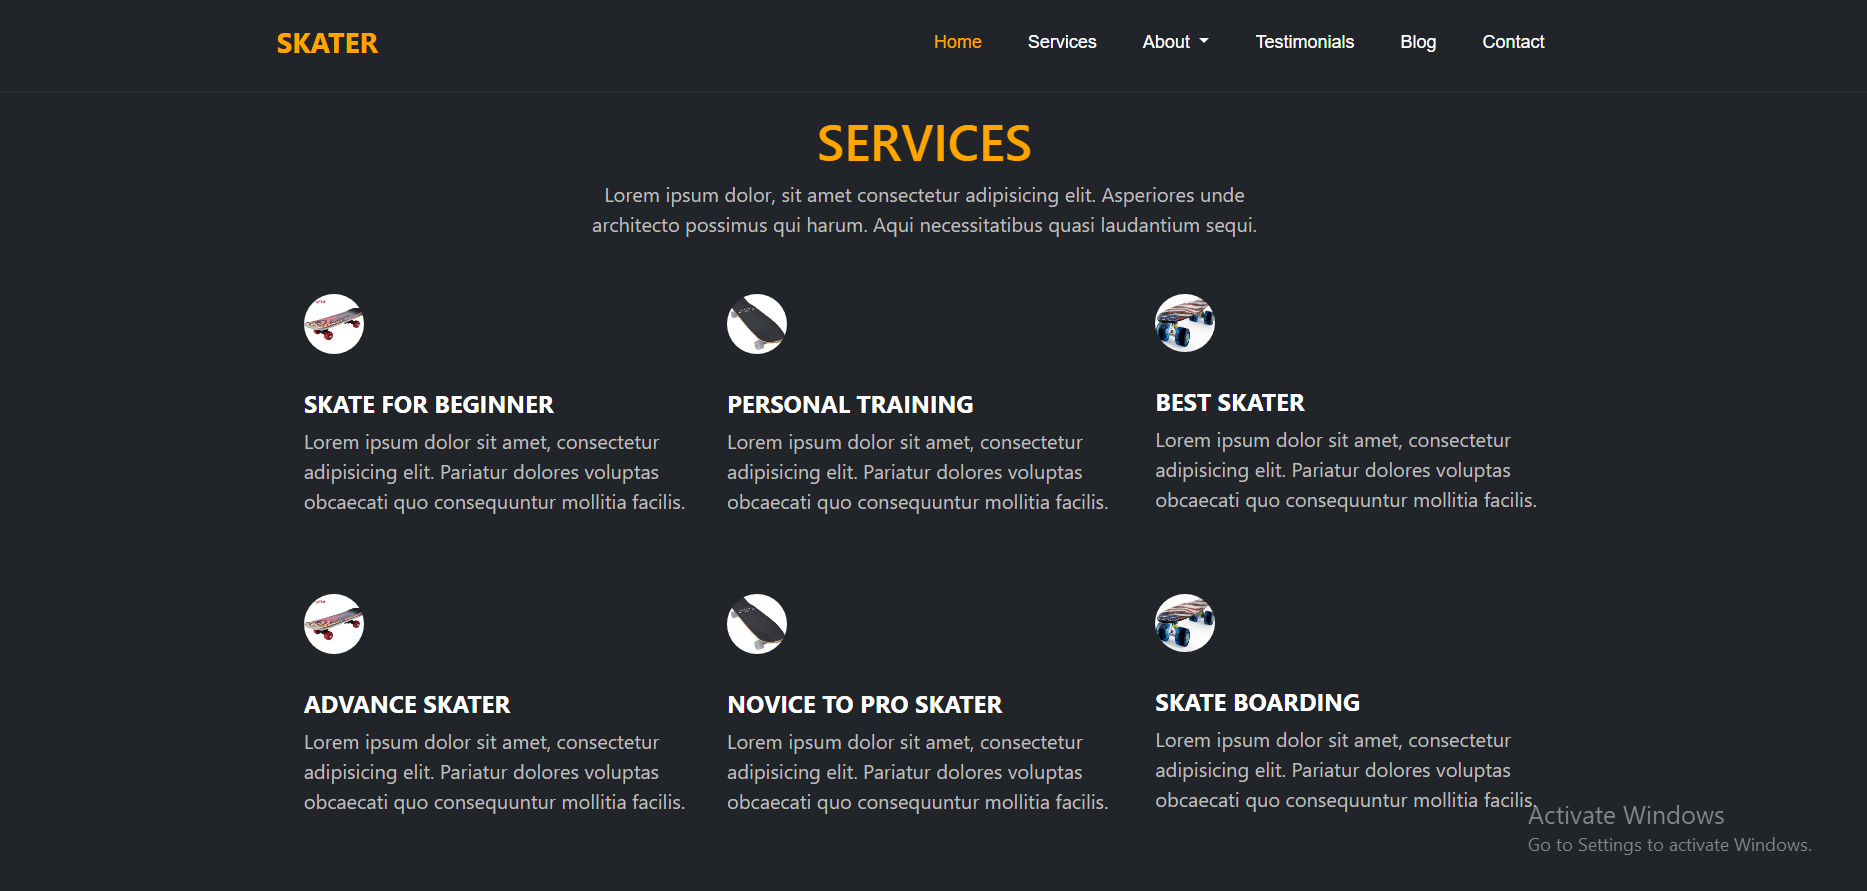 SKATER
Home
Services
About
Testimonials
Blog
Contact
SERVICES
Lorem ipsum dolor, sit amet consectetur adipisicing elit. Asperiores unde
architecto possimus qui harum. Aqui necessitatibus quasi laudantium sequi.
SKATE FOR BEGINNER
Lorem ipsum dolor sit amet, consectetur
adipisicing elit. Pariatur dolores voluptas
obcaecati quo consequuntur mollitia facilis.
PERSONAL TRAINING
Lorem ipsum dolor sit amet, consectetur
adipisicing elit. Pariatur dolores voluptas
obcaecati quo consequuntur mollitia facilis.
BEST SKATER
Lorem ipsum dolor sit amet, consectetur
adipisicing elit. Pariatur dolores voluptas
obcaecati quo consequuntur mollitia facilis.
ADVANCE SKATER
Lorem ipsum dolor sit amet, consectetur
adipisicing elit. Pariatur dolores voluptas
obcaecati quo consequuntur mollitia facilis.
NOVICE TO PRO SKATER
Lorem ipsum dolor sit amet, consectetur
adipisicing elit. Pariatur dolores voluptas
obcaecati quo consequuntur mollitia facilis.
SKATE BOARDING
Lorem ipsum dolor sit amet, consectetur
adipisicing elit. Pariatur dolores voluptas
obcaecati quo consequuntur mollitia facilis.
Activate Windows
Go to Settings to activate Windows.